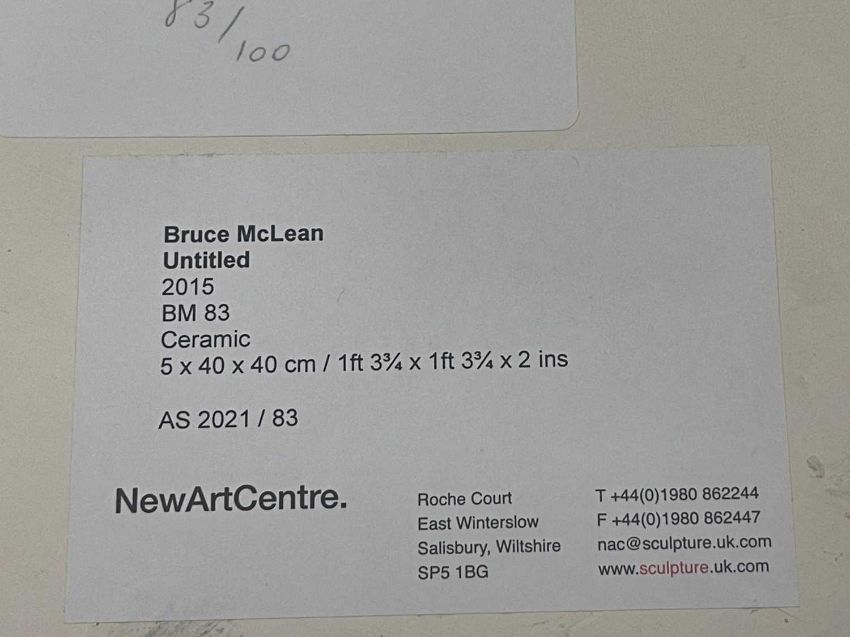 83/100
Bruce McLean
Untitled
2015
BM 83
Ceramic
5 x 40 x 40 cm / 1ft 3¾ x 1ft 3¾ x 2 ins
AS 2021 / 83
NewArtCentre.
Roche Court
East Winterslow
Salisbury, Wiltshire
SP5 1BG
T +44(0)1980 862244
F +44(0)1980 862447
nac@sculpture.uk.com
www.sculpture.uk.com